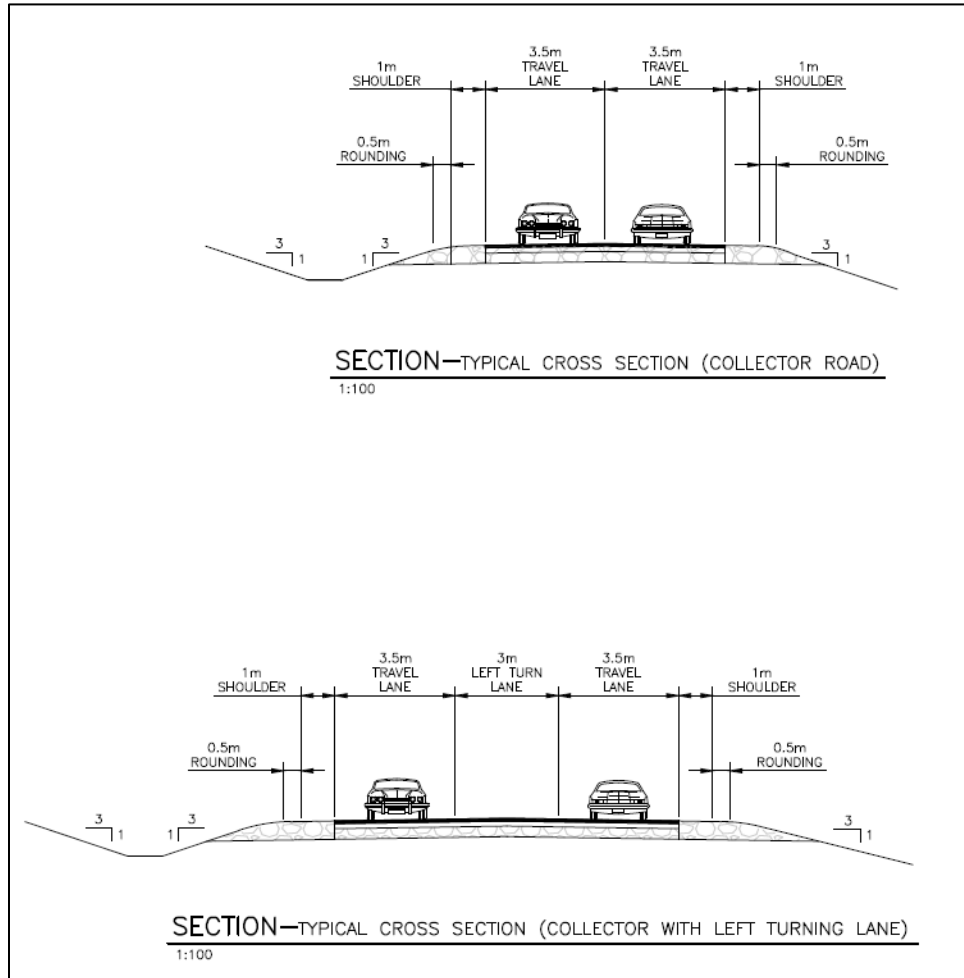 1m
SHOULDER
3.5m
TRAVEL
LANE
3.5m
TRAVEL
LANE
1m
SHOULDER
0.5m
ROUNDING
0.5m
ROUNDING
3
1
3
1
3
1
SECTION—TYPICAL CROSS SECTION (COLLECTOR ROAD)
1:100
1m
SHOULDER
3.5m
TRAVEL
LANE
3m
LEFT TURN
LANE
3.5m
TRAVEL
LANE
1m
SHOULDER
0.5m
ROUNDING
0.5m
ROUNDING
3
1
3
1
3
1
SECTION—TYPICAL CROSS SECTION (COLLECTOR WITH LEFT TURNING LANE)
1:100